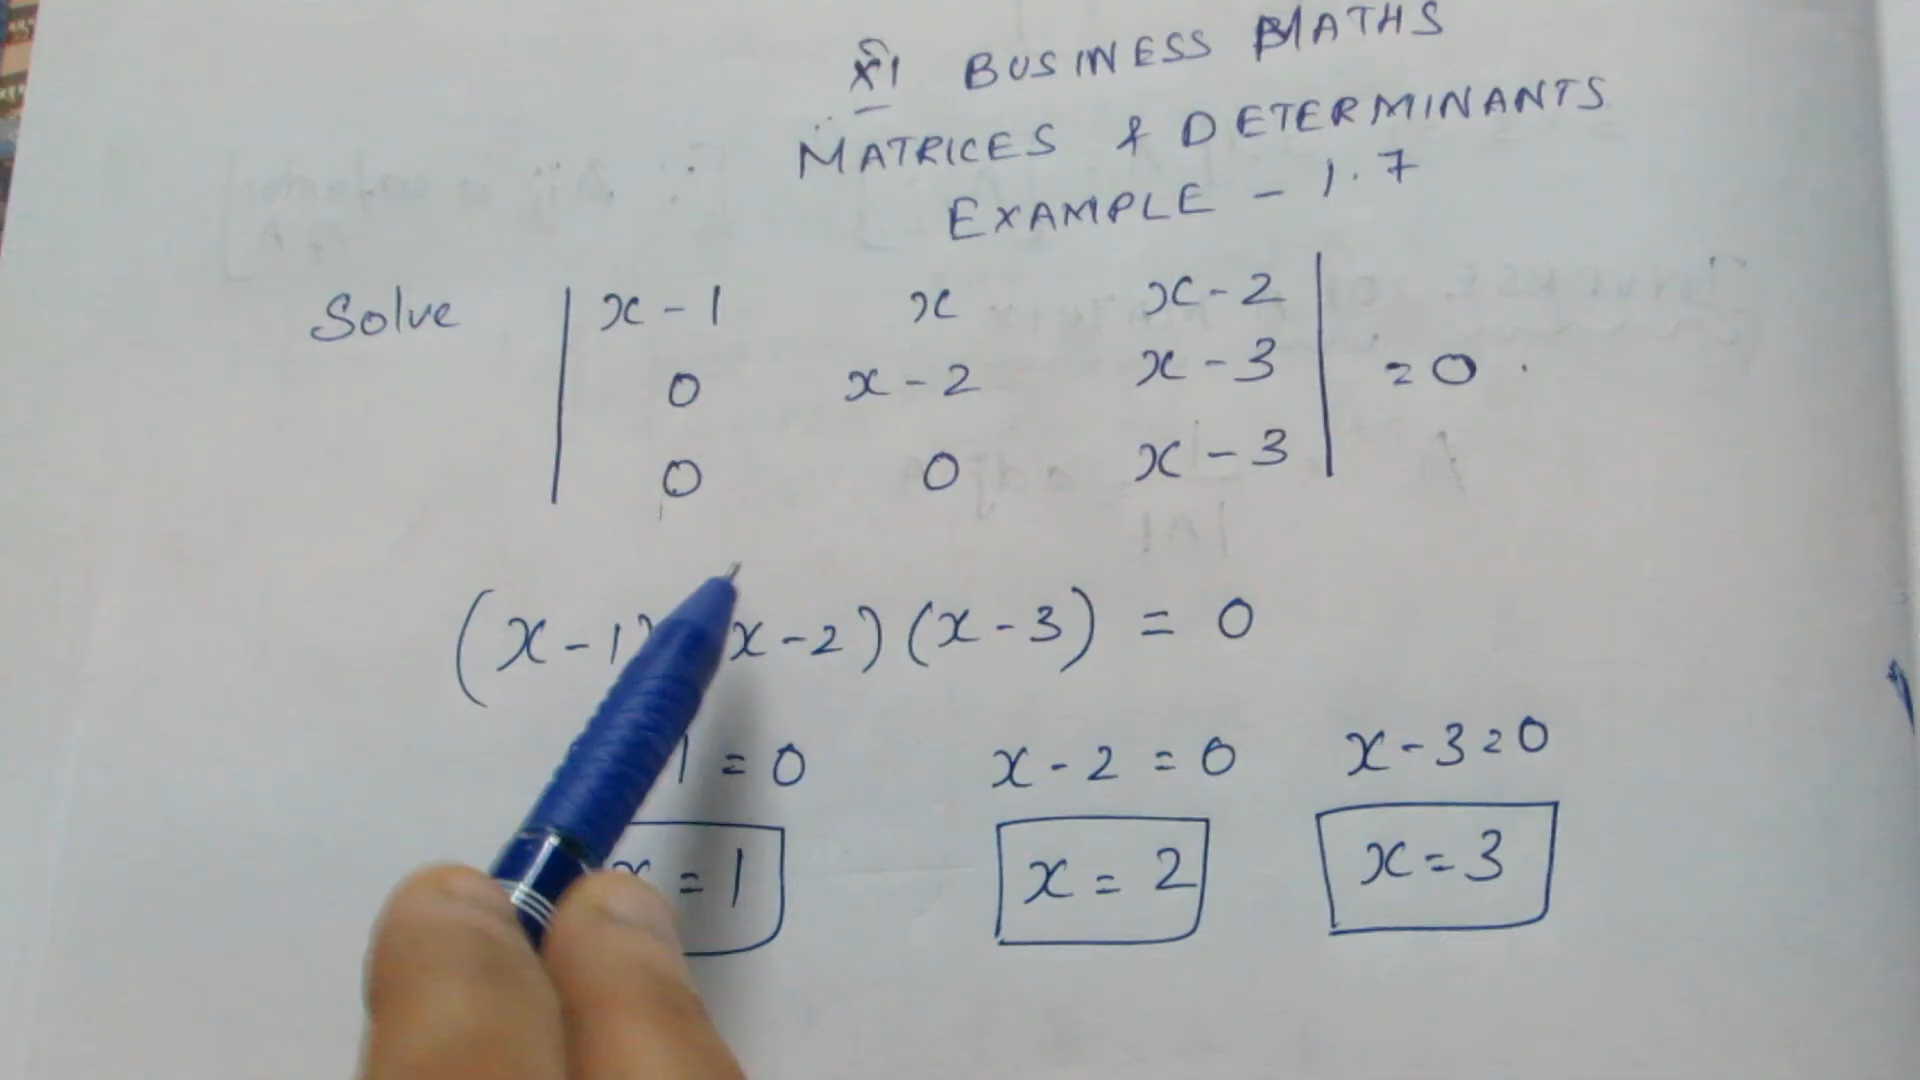 XI BUSINESS MATHS
MATRICES & DETERMINANTS
EXAMPLE - 1.7
Solve | x - 1 x x - 2 |
0 x - 2 x - 3 = 0.
0 0 x - 3
(x - 1) x - 2) (x - 3) = 0
1 = 0 x - 2 = 0 x - 3 = 0
x = 1 x = 2 x = 3